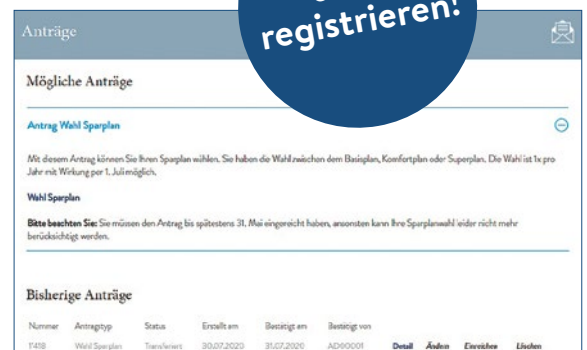 registrieren!
Anträge
Mögliche Anträge
Antrag Wahl Sparplan
Mit diesem Antrag können Sie Ihren Sparplan wählen. Sie haben die Wahl zwischen dem Basisplan, Komfortplan oder Superplan. Die Wahl ist 1x pro
Jahr mit Wirkung per 1. Juli möglich.
Wahl Sparplan
Bitte beachten Sie: Sie müssen den Antrag bis spätestens 31. Mai eingereicht haben, ansonsten kann Ihre Sparplanwahl leider nicht mehr
berücksichtigt werden.
Bisherige Anträge
Nummer Antragstyp Status Erstellt am Bestätigt am Bestätigt von
11418 Wahl Sparplan Transferiert 30.07.2020 31.07.2020 AD00001 Detail Ändern Einreichen Löschen